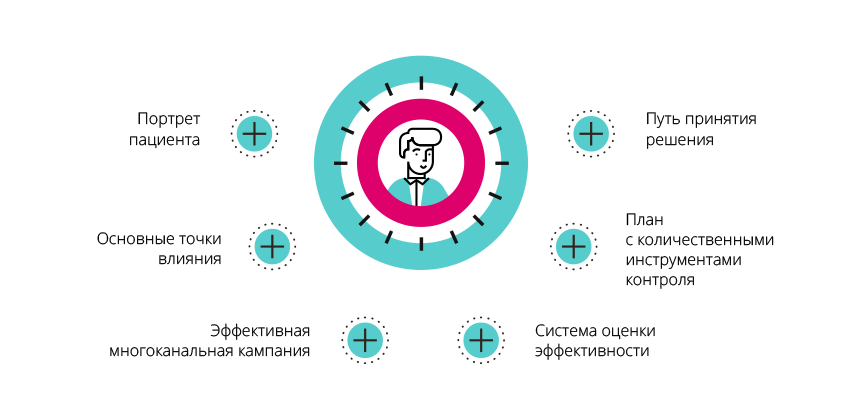 Портрет
пациента
Путь принятия
решения
Основные точки
влияния
План
с количественными
инструментами
контроля
Эффективная
многоканальная кампания
Система оценки
эффективности